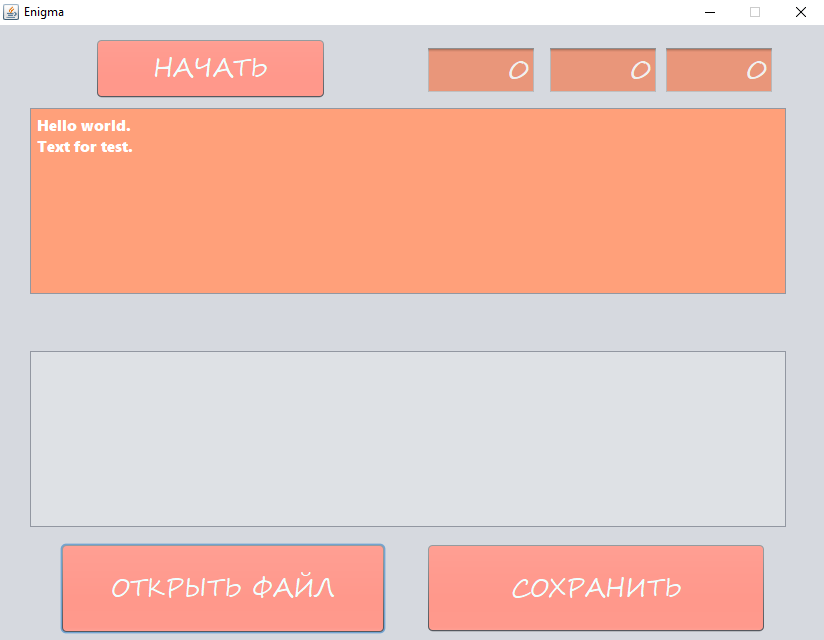 Enigma
НАЧАТЬ
0 0 0
Hello world.
Text for test.
ОТКРЫТЬ ФАЙЛ
СОХРАНИТЬ